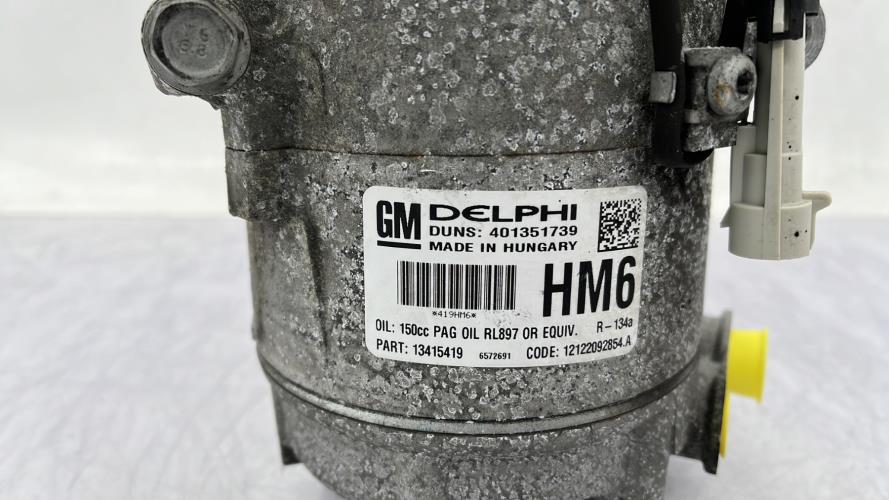 GM DELPHI
DUNS: 401351739
MADE IN HUNGARY
*419HM6*
HM6
OIL: 150cc PAG OIL RL897 OR EQUIV. R-134a
PART: 13415419 6572691 CODE: 12122092854.A